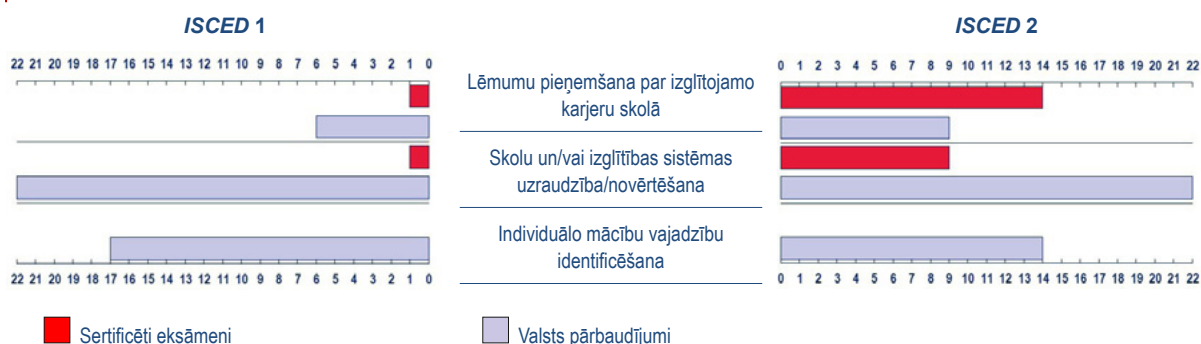 ISCED 1
ISCED 2
22 21 20 19 18 17 16 15 14 13 12 11 10 9 8 7 6 5 4 3 2 1 0
0 1 2 3 4 5 6 7 8 9 10 11 12 13 14 15 16 17 18 19 20 21 22
Lēmumu pieņemšana par izglītojamo
karjeru skolā
Skolu un/vai izglītības sistēmas
uzraudzība/novērtēšana
Individuālo mācību vajadzību
identificēšana
22 21 20 19 18 17 16 15 14 13 12 11 10 9 8 7 6 5 4 3 2 1 0
0 1 2 3 4 5 6 7 8 9 10 11 12 13 14 15 16 17 18 19 20 21 22
Sertificēti eksāmeni
Valsts pārbaudījumi